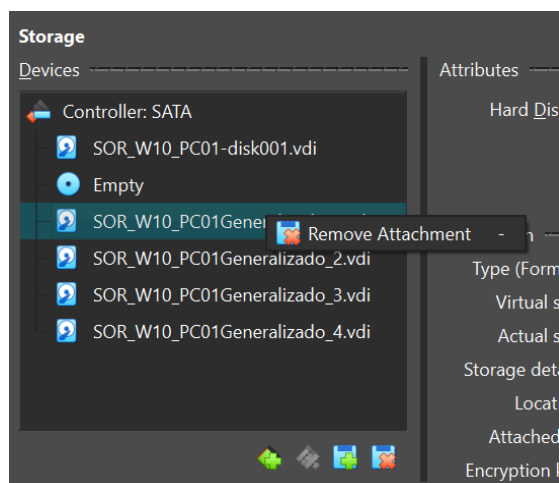 Storage
Devices
Attributes
Controller: SATA
Hard Dis
SOR_W10_PC01-disk001.vdi
Empty
SOR_W10_PC01Gener
Remove Attachment -
SOR_W10_PC01Generalizado_2.vdi
Type (Form
SOR_W10_PC01Generalizado_3.vdi
Virtual s
SOR_W10_PC01Generalizado_4.vdi
Actual s
Storage deta
Locat
Attached
Encryption k